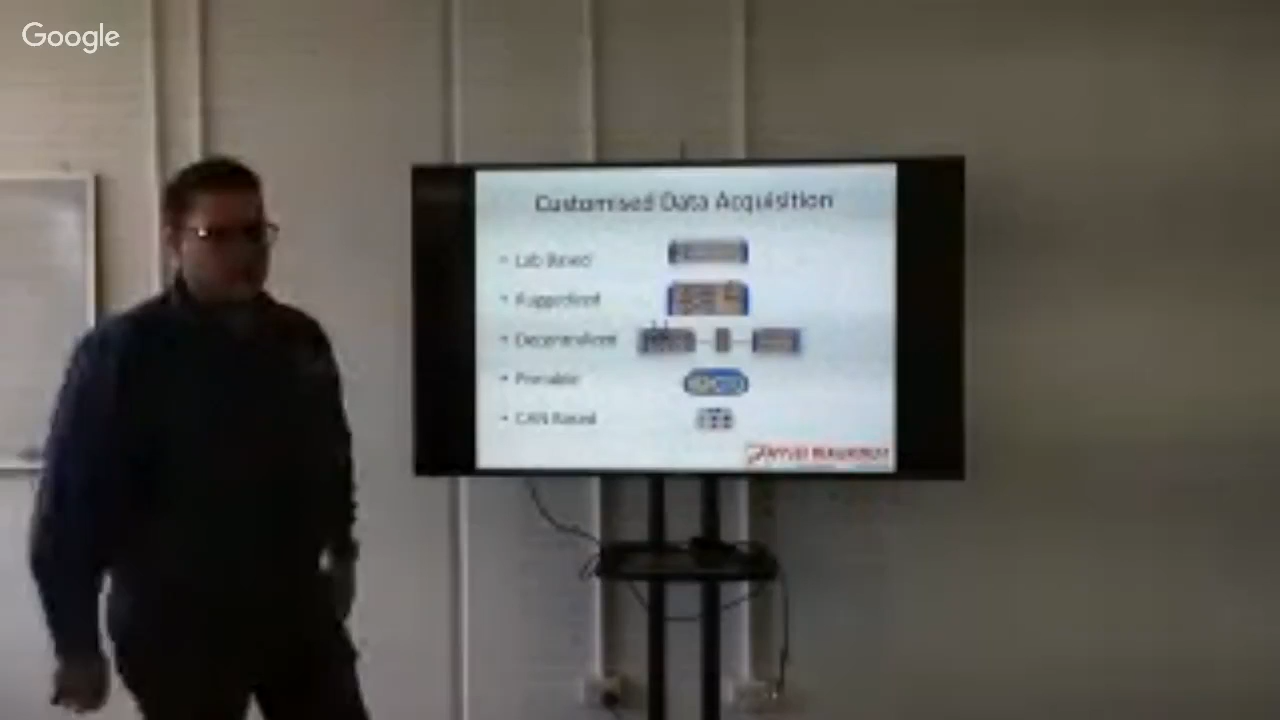 Google
Customised Data Acquisition
• Lab Based
• Ruggedised
• Decentralised
• Portable
• CAN Based